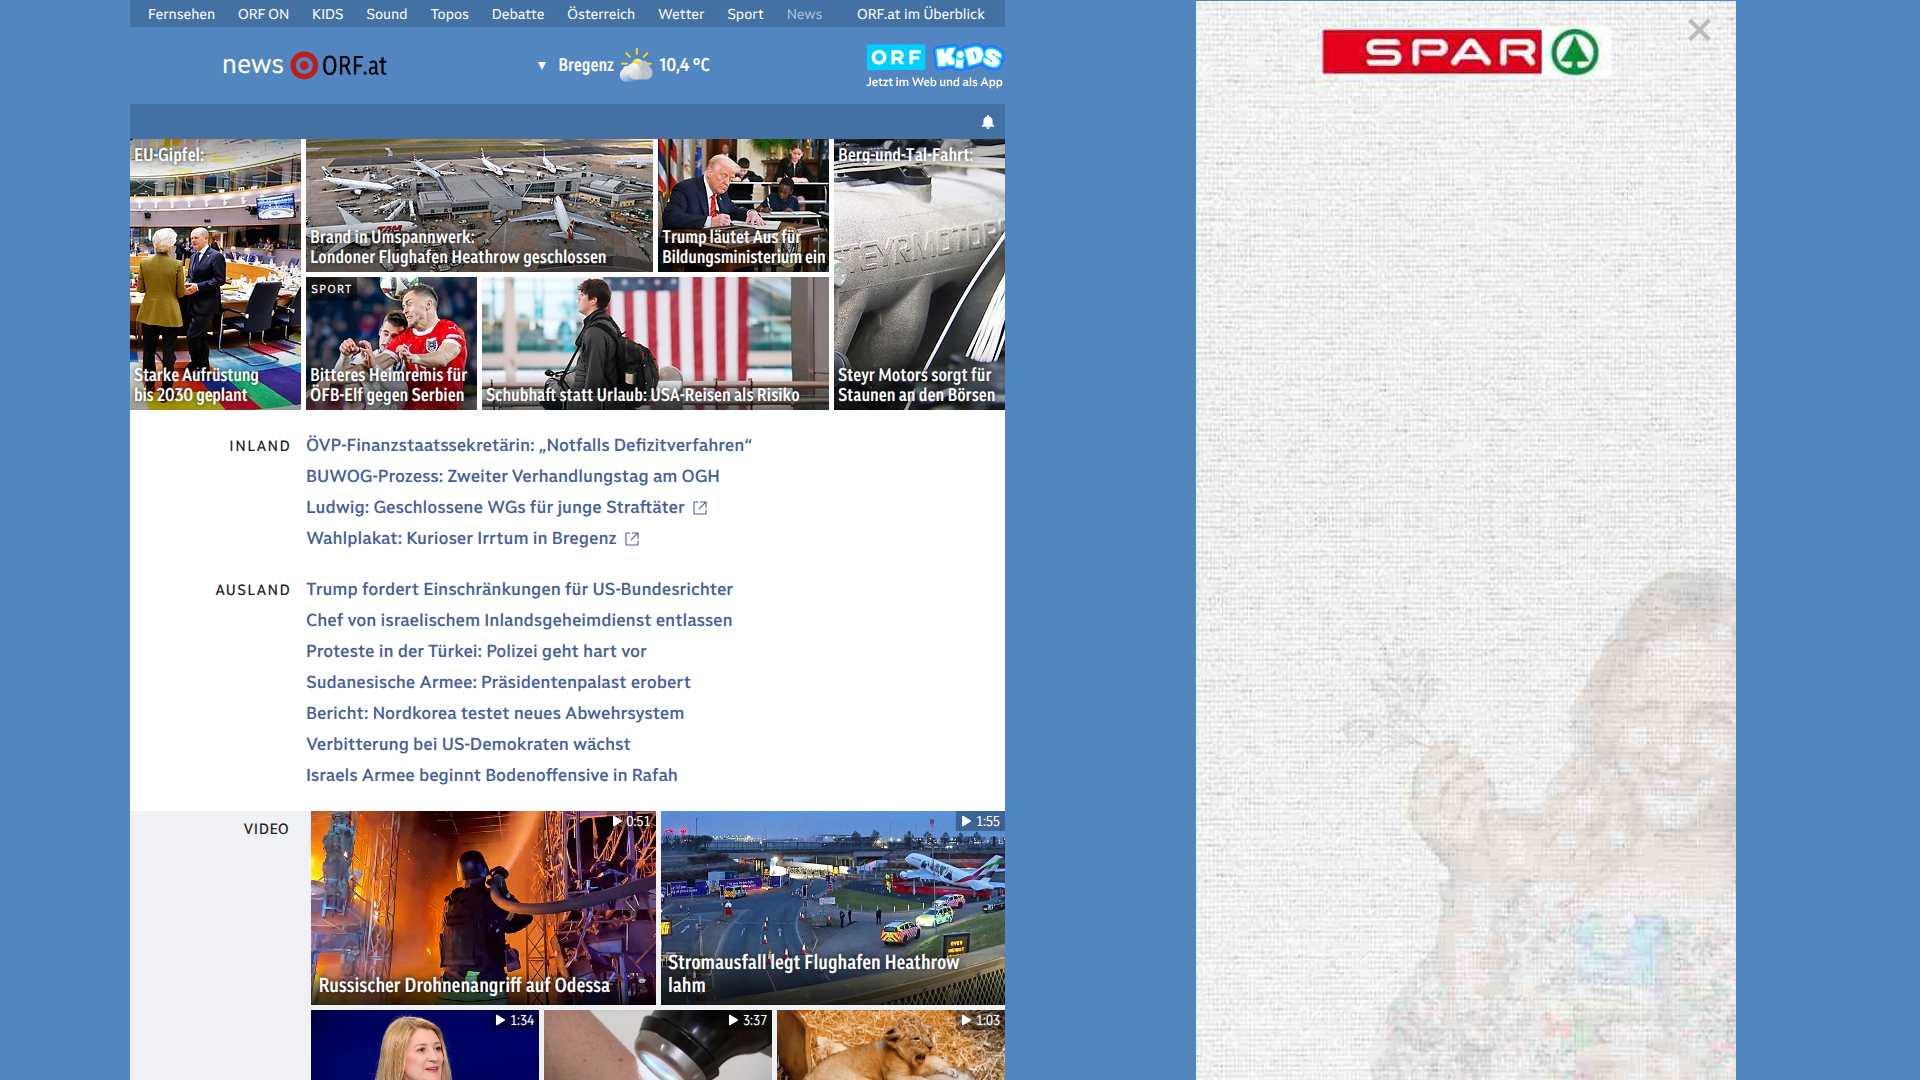 Fernsehen ORF ON KIDS Sound Topos Debatte Österreich Wetter Sport News ORF.at im Überblick
news ORF.at
▼ Bregenz 10,4 °C
ORF KiDS
Jetzt im Web und als App
SPAR
EU-Gipfel:
Starke Aufrüstung
bis 2030 geplant
Brand in Umspannwerk:
Londoner Flughafen Heathrow geschlossen
Trump läutet Aus für
Bildungsministerium ein
Berg-und-Tal-Fahrt:
STEYRMOTOR
Steyr Motors sorgt für
Staunen an den Börsen
SPORT
Bitteres Heimremis für
ÖFB-Elf gegen Serbien
Schubhaft statt Urlaub: USA-Reisen als Risiko
INLAND
ÖVP-Finanzstaatssekretärin: „Notfalls Defizitverfahren“
BUWOG-Prozess: Zweiter Verhandlungstag am OGH
Ludwig: Geschlossene WGs für junge Straftäter
Wahlplakat: Kurioser Irrtum in Bregenz
AUSLAND
Trump fordert Einschränkungen für US-Bundesrichter
Chef von israelischem Inlandsgeheimdienst entlassen
Proteste in der Türkei: Polizei geht hart vor
Sudanesische Armee: Präsidentenpalast erobert
Bericht: Nordkorea testet neues Abwehrsystem
Verbitterung bei US-Demokraten wächst
Israels Armee beginnt Bodenoffensive in Rafah
VIDEO
0:51
Russischer Drohnenangriff auf Odessa
1:55
Stromausfall legt Flughafen Heathrow
lahm
1:34
3:37
1:03